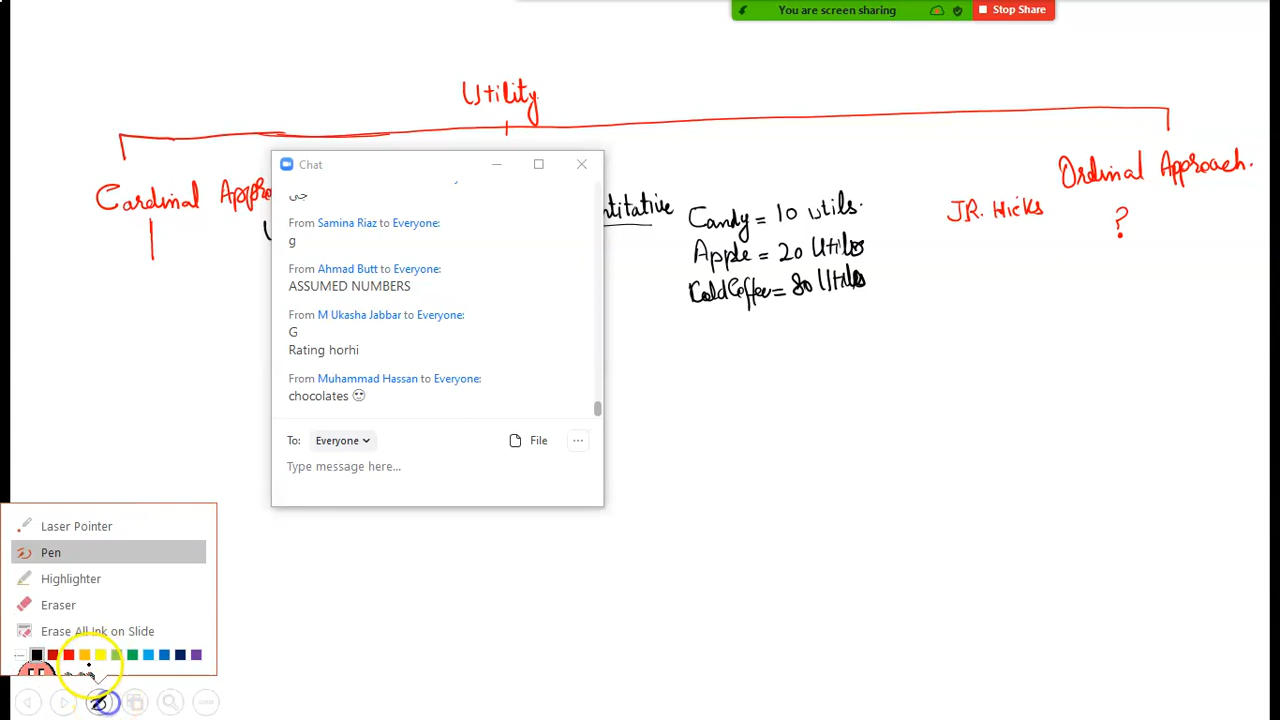 You are screen sharing
Stop Share
Utility
Cardinal Appro
Ordinal Approach.
ntitative
Candy = 10 utils.
Apple = 20 Utils
ColdCoffee = 80 Utils
J.R. Hicks
?
Chat
جی
From Samina Riaz to Everyone:
g
From Ahmad Butt to Everyone:
ASSUMED NUMBERS
From M Ukasha Jabbar to Everyone:
G
Rating horhi
From Muhammad Hassan to Everyone:
chocolates 🙂
To: Everyone
File
Type message here...
Laser Pointer
Pen
Highlighter
Eraser
Erase All Ink on Slide